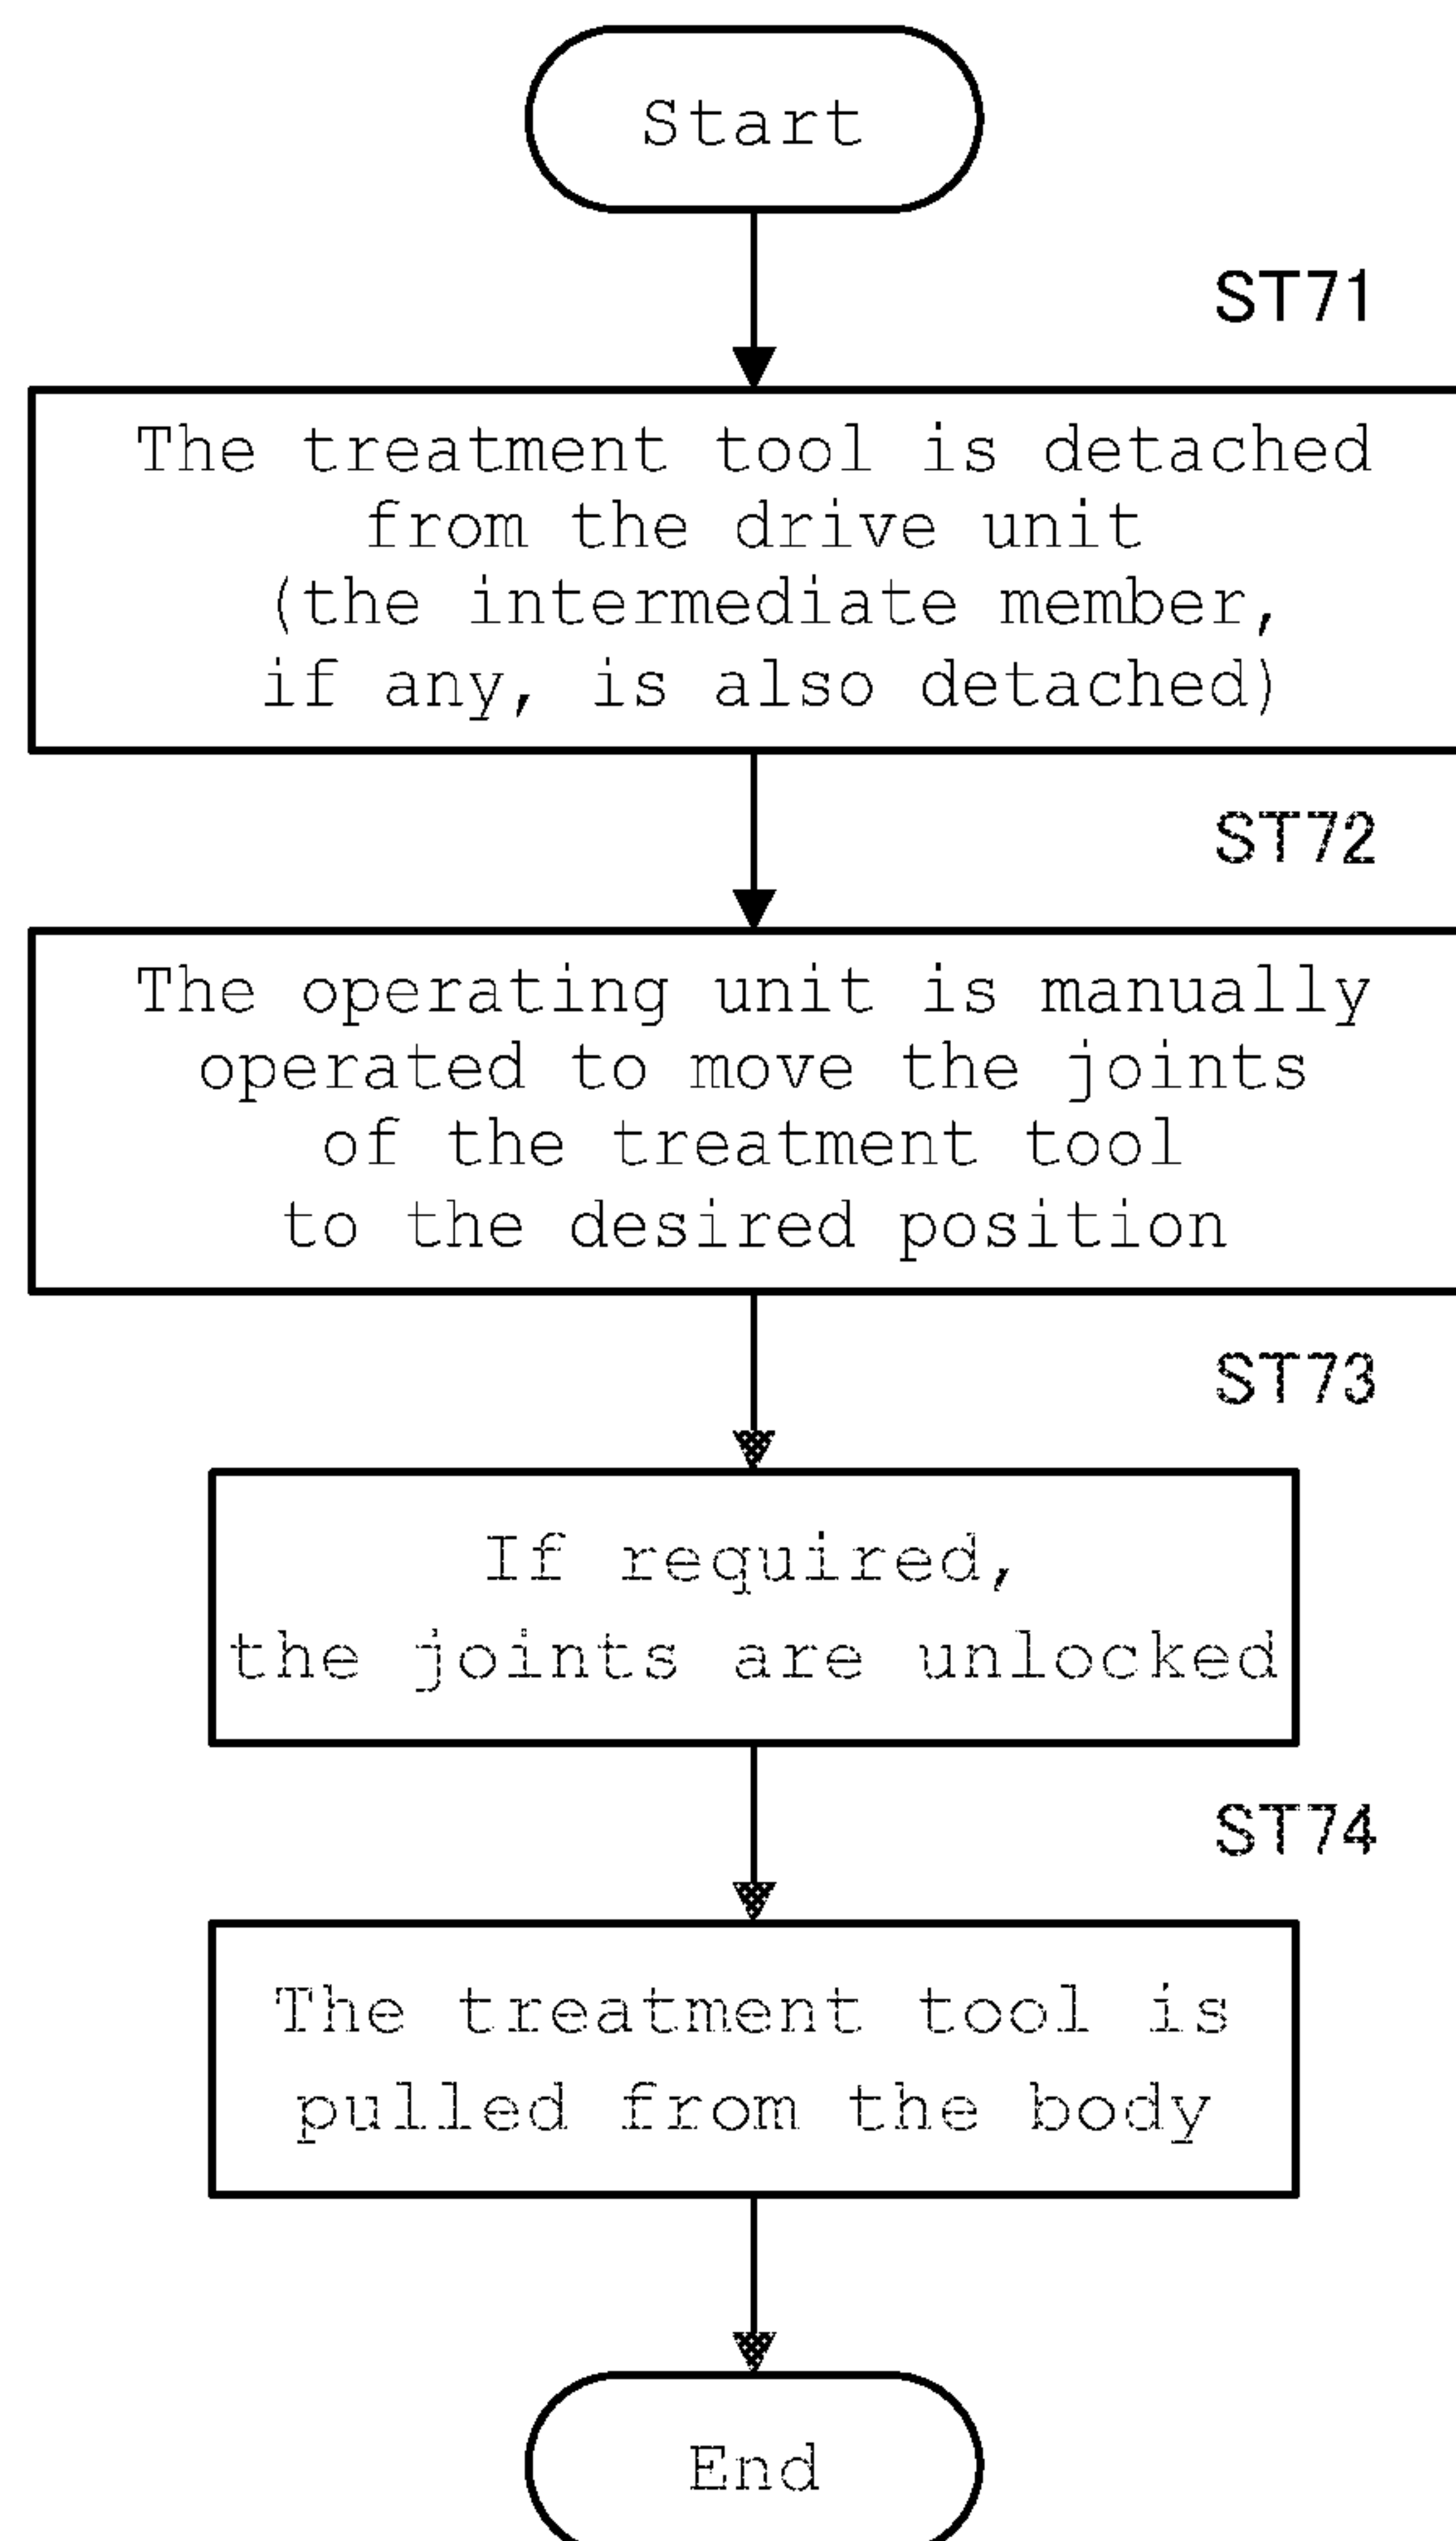 Start
ST71
The treatment tool is detached
from the drive unit
(the intermediate member,
if any, is also detached)
ST72
The operating unit is manually
operated to move the joints
of the treatment tool
to the desired position
ST73
If required,
the joints are unlocked
ST74
The treatment tool is
pulled from the body
End